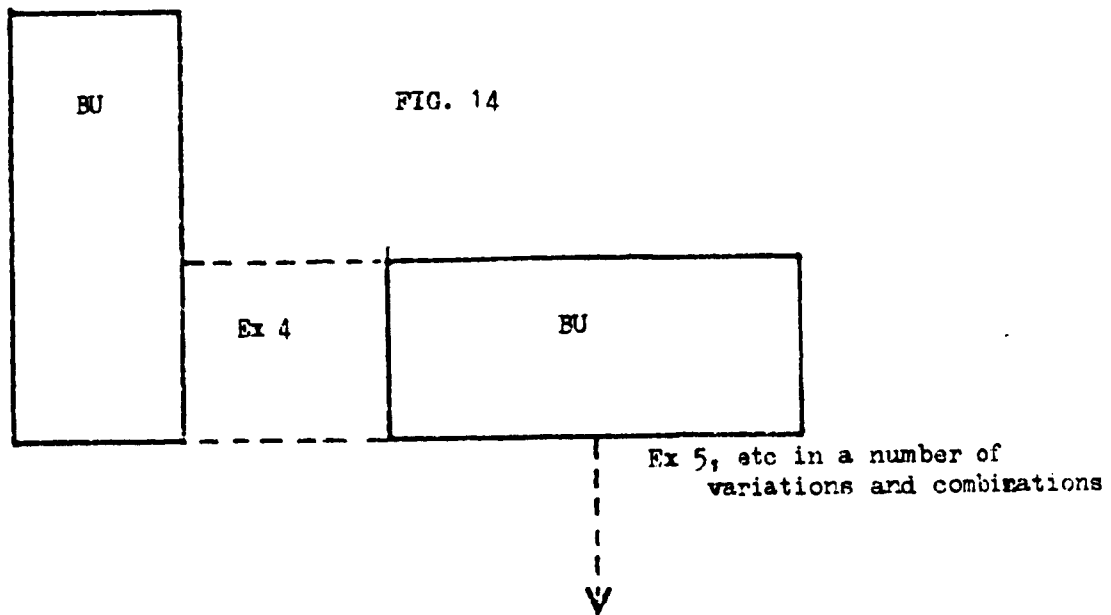 BU
FIG. 14
Ex 4
BU
Ex 5, etc in a number of
variations and combinations